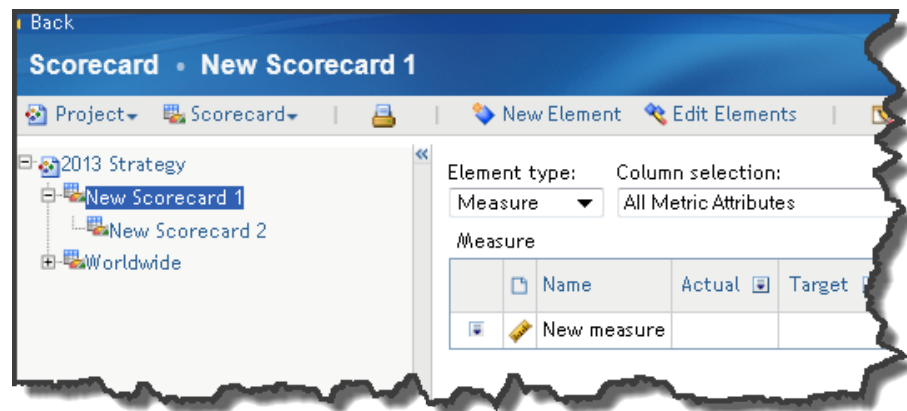 Back
Scorecard • New Scorecard 1
Project Scorecard New Element Edit Elements
2013 Strategy
New Scorecard 1
New Scorecard 2
Worldwide
Element type: Column selection:
Measure All Metric Attributes
Measure
Name Actual Target
New measure